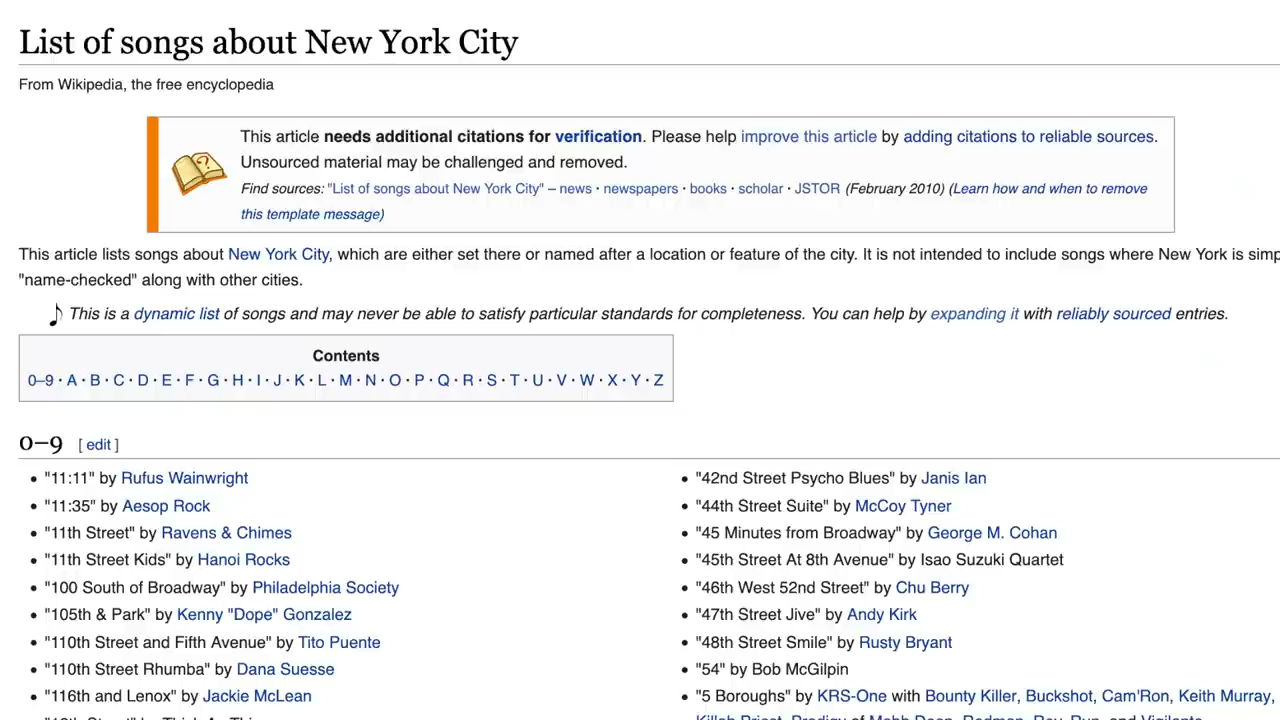 List of songs about New York City
From Wikipedia, the free encyclopedia
This article needs additional citations for verification. Please help improve this article by adding citations to reliable sources.
Unsourced material may be challenged and removed.
Find sources: "List of songs about New York City" – news · newspapers · books · scholar · JSTOR (February 2010) (Learn how and when to remove
this template message)
This article lists songs about New York City, which are either set there or named after a location or feature of the city. It is not intended to include songs where New York is
"name-checked" along with other cities.
This is a dynamic list of songs and may never be able to satisfy particular standards for completeness. You can help by expanding it with reliably sourced entries.
Contents
0–9 · A · B · C · D · E · F · G · H · I · J · K · L · M · N · O · P · Q · R · S · T · U · V · W · X · Y · Z
0–9 [ edit ]
• "11:11" by Rufus Wainwright
• "11:35" by Aesop Rock
• "11th Street" by Ravens & Chimes
• "11th Street Kids" by Hanoi Rocks
• "100 South of Broadway" by Philadelphia Society
• "105th & Park" by Kenny "Dope" Gonzalez
• "110th Street and Fifth Avenue" by Tito Puente
• "110th Street Rhumba" by Dana Suesse
• "116th and Lenox" by Jackie McLean
• "42nd Street Psycho Blues" by Janis Ian
• "44th Street Suite" by McCoy Tyner
• "45 Minutes from Broadway" by George M. Cohan
• "45th Street At 8th Avenue" by Isao Suzuki Quartet
• "46th West 52nd Street" by Chu Berry
• "47th Street Jive" by Andy Kirk
• "48th Street Smile" by Rusty Bryant
• "54" by Bob McGilpin
• "5 Boroughs" by KRS-One with Bounty Killer, Buckshot, Cam'Ron, Keith Murray,